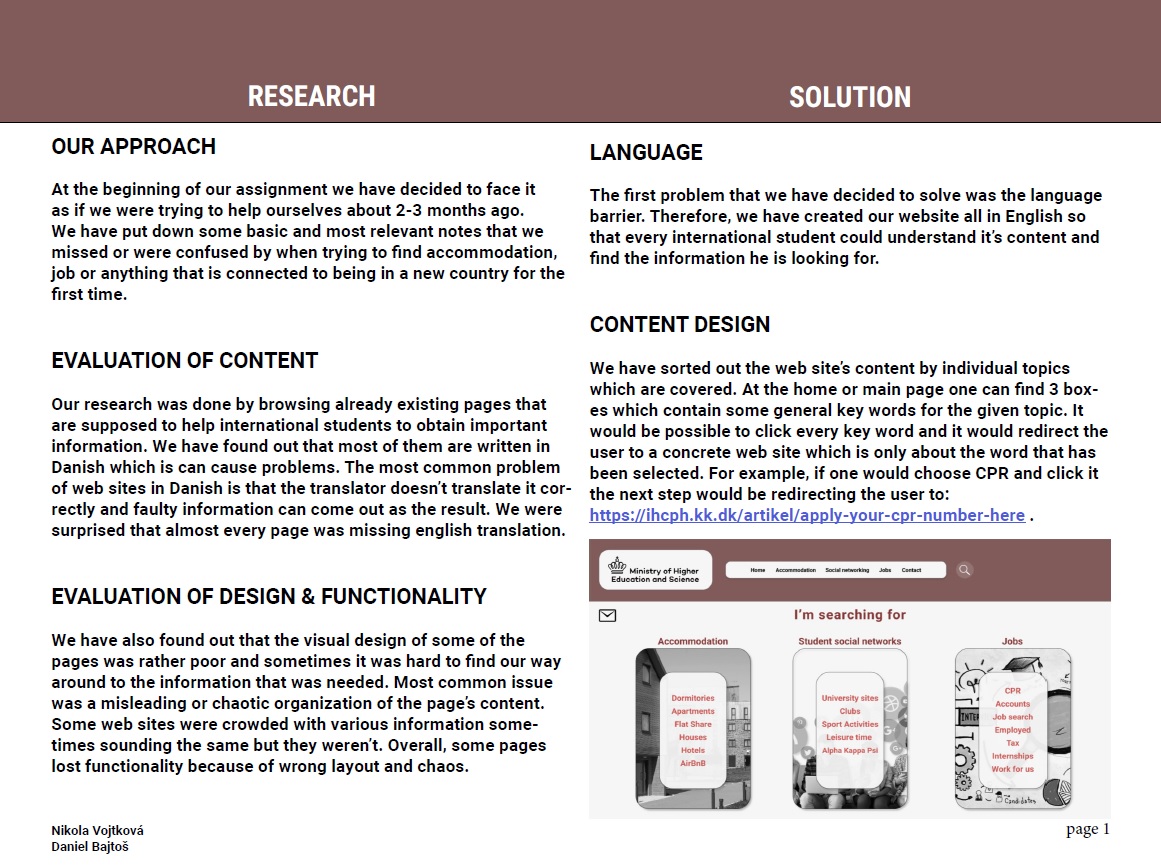 RESEARCH
OUR APPROACH
At the beginning of our assignment we have decided to face it
as if we were trying to help ourselves about 2-3 months ago.
We have put down some basic and most relevant notes that we
missed or were confused by when trying to find accommodation,
job or anything that is connected to being in a new country for the
first time.
EVALUATION OF CONTENT
Our research was done by browsing already existing pages that
are supposed to help international students to obtain important
information. We have found out that most of them are written in
Danish which is can cause problems. The most common problem
of web sites in Danish is that the translator doesn't translate it cor-
rectly and faulty information can come out as the result. We were
surprised that almost every page was missing english translation.
EVALUATION OF DESIGN & FUNCTIONALITY
We have also found out that the visual design of some of the
pages was rather poor and sometimes it was hard to find our way
around to the information that was needed. Most common issue
was a misleading or chaotic organization of the page's content.
Some web sites were crowded with various information some-
times sounding the same but they weren't. Overall, some pages
lost functionality because of wrong layout and chaos.
Nikola Vojtková
Daniel Bajtoš
SOLUTION
LANGUAGE
The first problem that we have decided to solve was the language
barrier. Therefore, we have created our website all in English so
that every international student could understand it's content and
find the information he is looking for.
CONTENT DESIGN
We have sorted out the web site's content by individual topics
which are covered. At the home or main page one can find 3 box-
es which contain some general key words for the given topic. It
would be possible to click every key word and it would redirect the
user to a concrete web site which is only about the word that has
been selected. For example, if one would choose CPR and click it
the next step would be redirecting the user to:
https://ihcph.kk.dk/artikel/apply-your-cpr-number-here .
Ministry of Higher
Education and Science
Home Accommodation Social networking Jobs Contact
I'm searching for
Accommodation
Dormitories
Apartments
Flat Share
Houses
Hotels
AirBnB
Student social networks
University sites
Clubs
Sport Activities
Leisure time
Alpha Kappa Psi
Jobs
CPR
Accounts
Job search
Employed
Tax
Internships
Work for us
INTER
Candidates
page 1